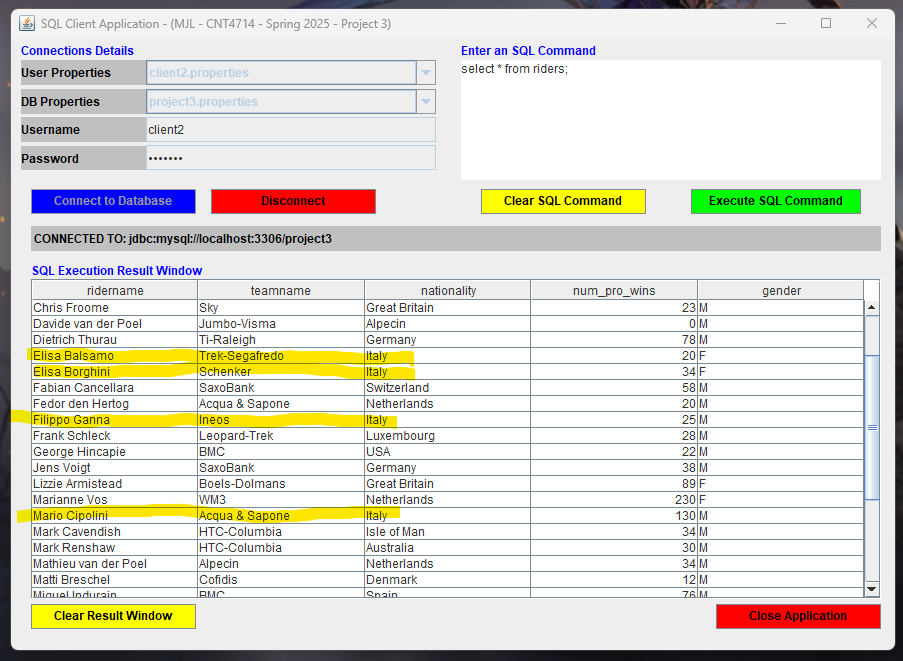 SQL Client Application - (MJL - CNT4714 - Spring 2025 - Project 3)
Connections Details
User Properties client2.properties
DB Properties project3.properties
Username client2
Password •••••••
Enter an SQL Command
select * from riders;
Connect to Database Disconnect Clear SQL Command Execute SQL Command
CONNECTED TO: jdbc:mysql://localhost:3306/project3
SQL Execution Result Window
ridername teamname nationality num_pro_wins gender
Chris Froome Sky Great Britain 23 M
Davide van der Poel Jumbo-Visma Alpecin 0 M
Dietrich Thurau Ti-Raleigh Germany 78 M
Elisa Balsamo Trek-Segafredo Italy 20 F
Elisa Borghini Schenker Italy 34 F
Fabian Cancellara SaxoBank Switzerland 58 M
Fedor den Hertog Acqua & Sapone Netherlands 20 M
Filippo Ganna Ineos Italy 25 M
Frank Schleck Leopard-Trek Luxembourg 28 M
George Hincapie BMC USA 22 M
Jens Voigt SaxoBank Germany 38 M
Lizzie Armistead Boels-Dolmans Great Britain 89 F
Marianne Vos WM3 Netherlands 230 F
Mario Cipolini Acqua & Sapone Italy 130 M
Mark Cavendish HTC-Columbia Isle of Man 34 M
Mark Renshaw HTC-Columbia Australia 30 M
Mathieu van der Poel Alpecin Netherlands 34 M
Matti Breschel Cofidis Denmark 12 M
Miguel Indurain BMC Spain 76 M
Clear Result Window Close Application